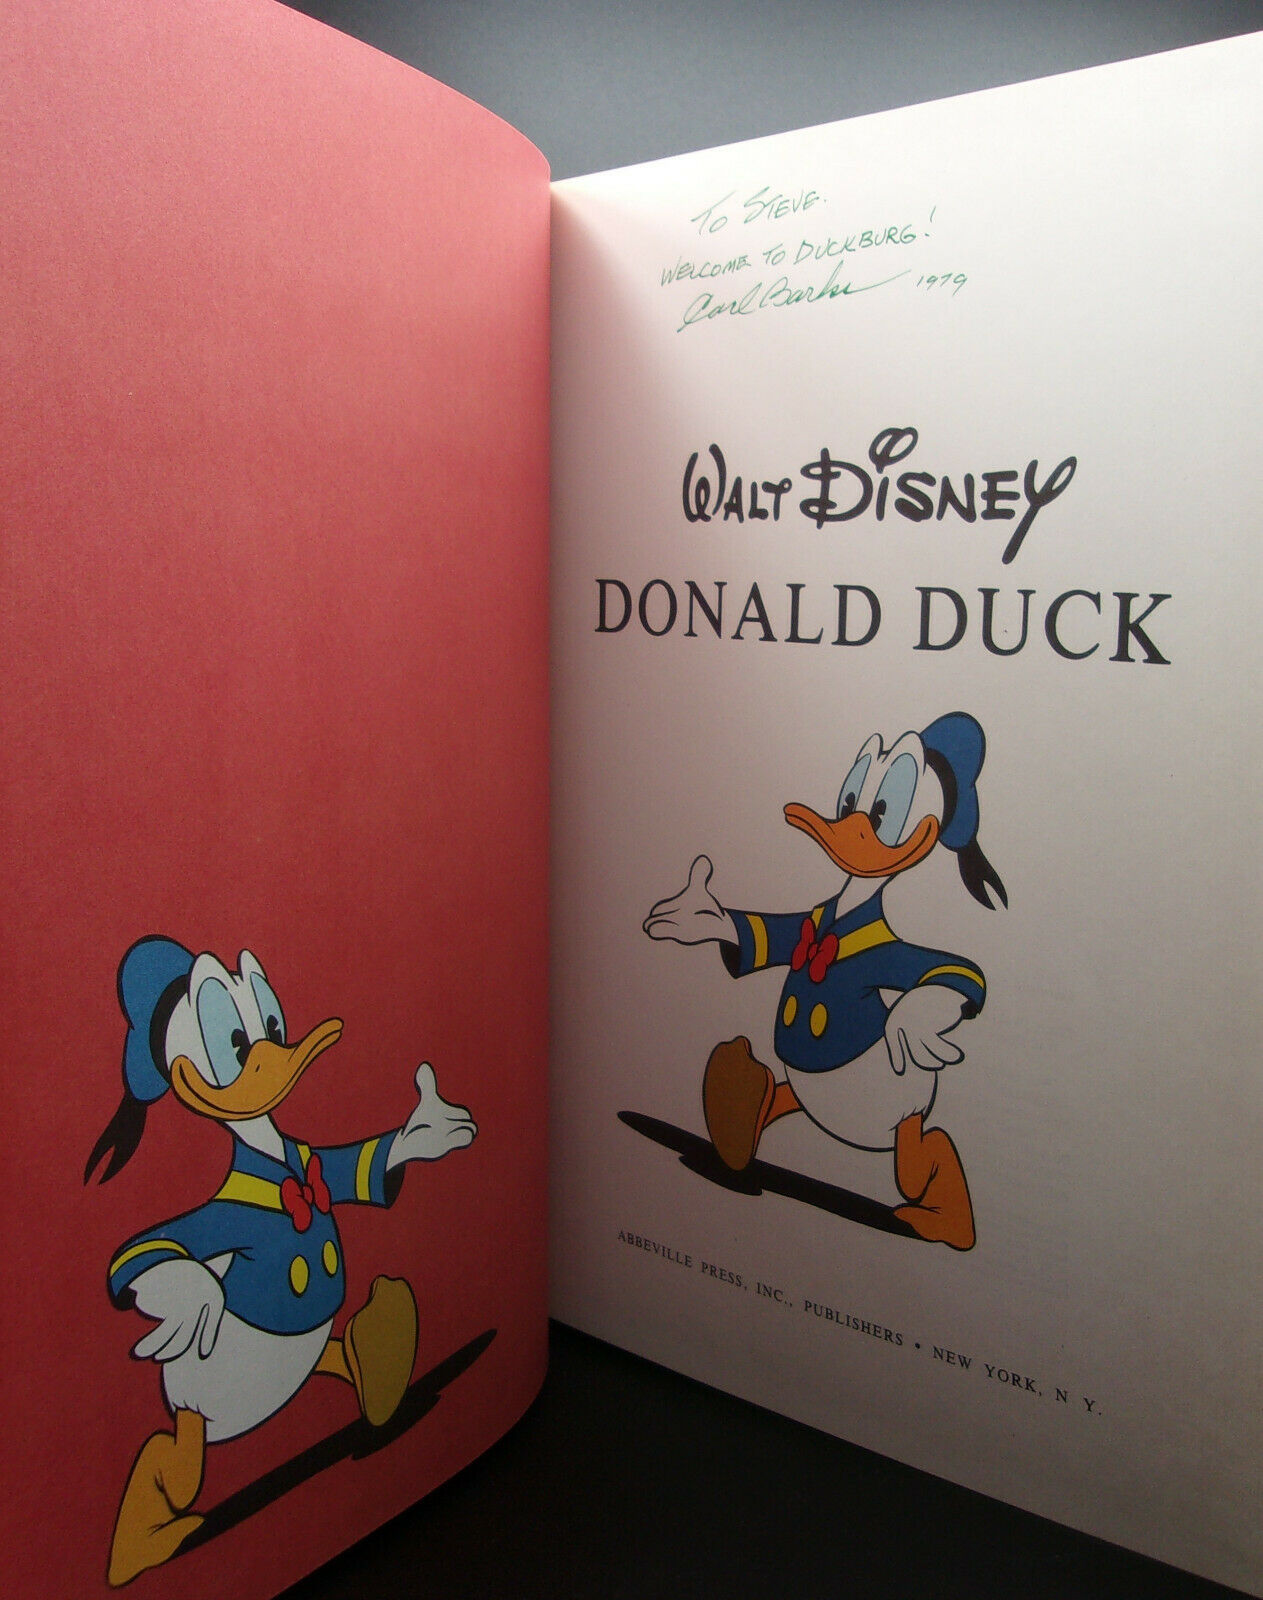 TO STEVE.
WELCOME TO DUCKBURG!
Carl Barks 1979
WALT DISNEY
DONALD DUCK
ABBEVILLE PRESS, INC., PUBLISHERS • NEW YORK, N Y.